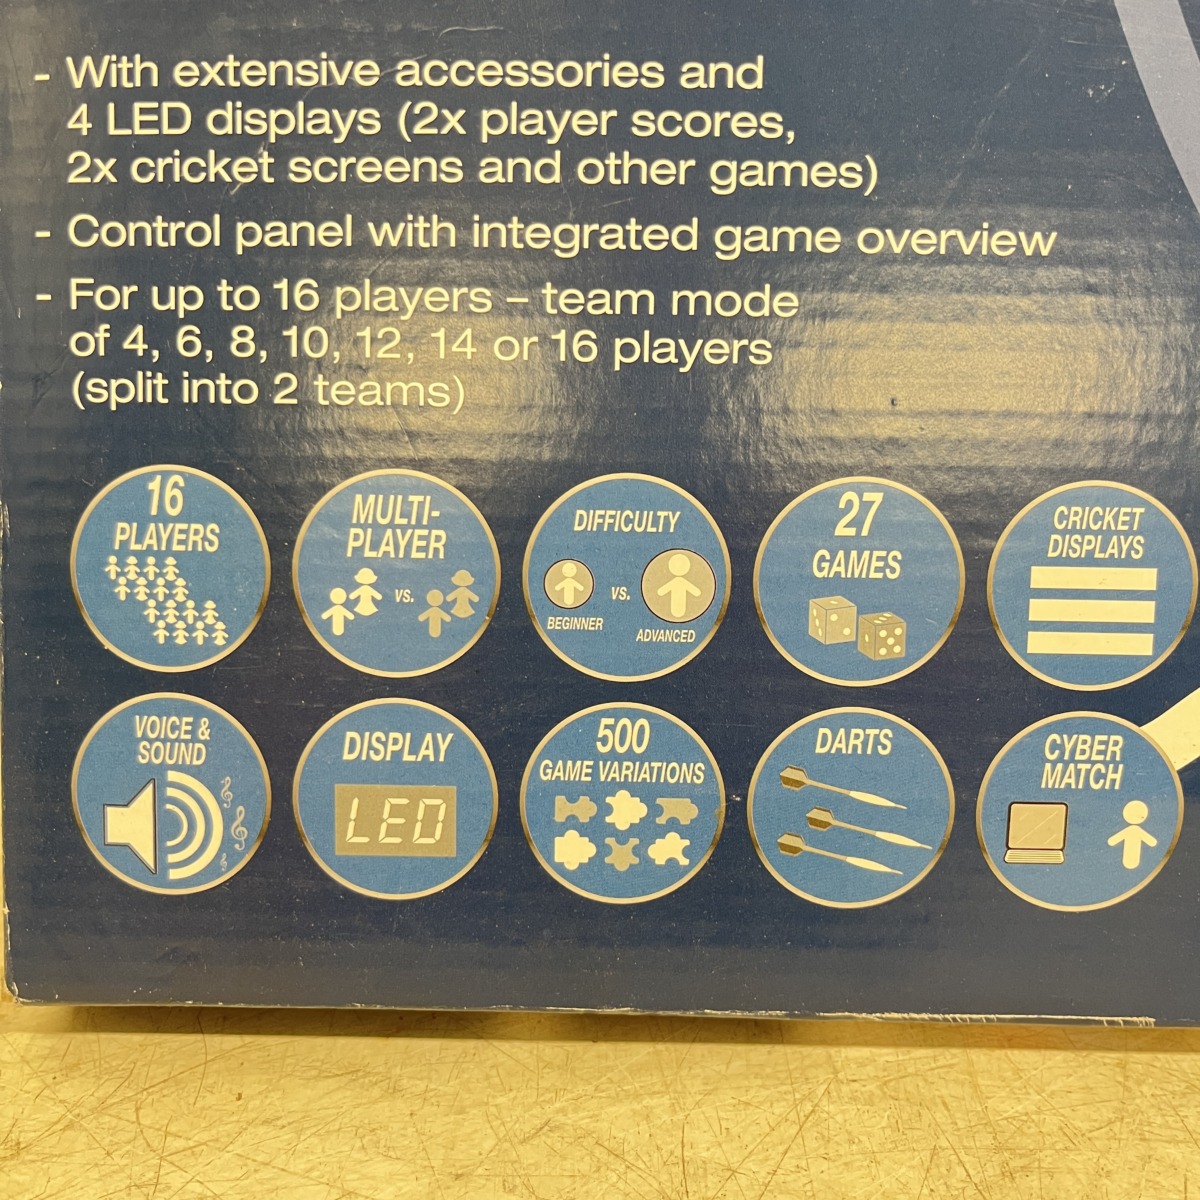 - With extensive accessories and
4 LED displays (2x player scores,
2x cricket screens and other games)
- Control panel with integrated game overview
- For up to 16 players – team mode
of 4, 6, 8, 10, 12, 14 or 16 players
(split into 2 teams)
16
PLAYERS
MULTI-
PLAYER
VS.
DIFFICULTY
VS.
BEGINNER
ADVANCED
27
GAMES
CRICKET
DISPLAYS
VOICE &
SOUND
DISPLAY
LED
500
GAME VARIATIONS
DARTS
CYBER
MATCH